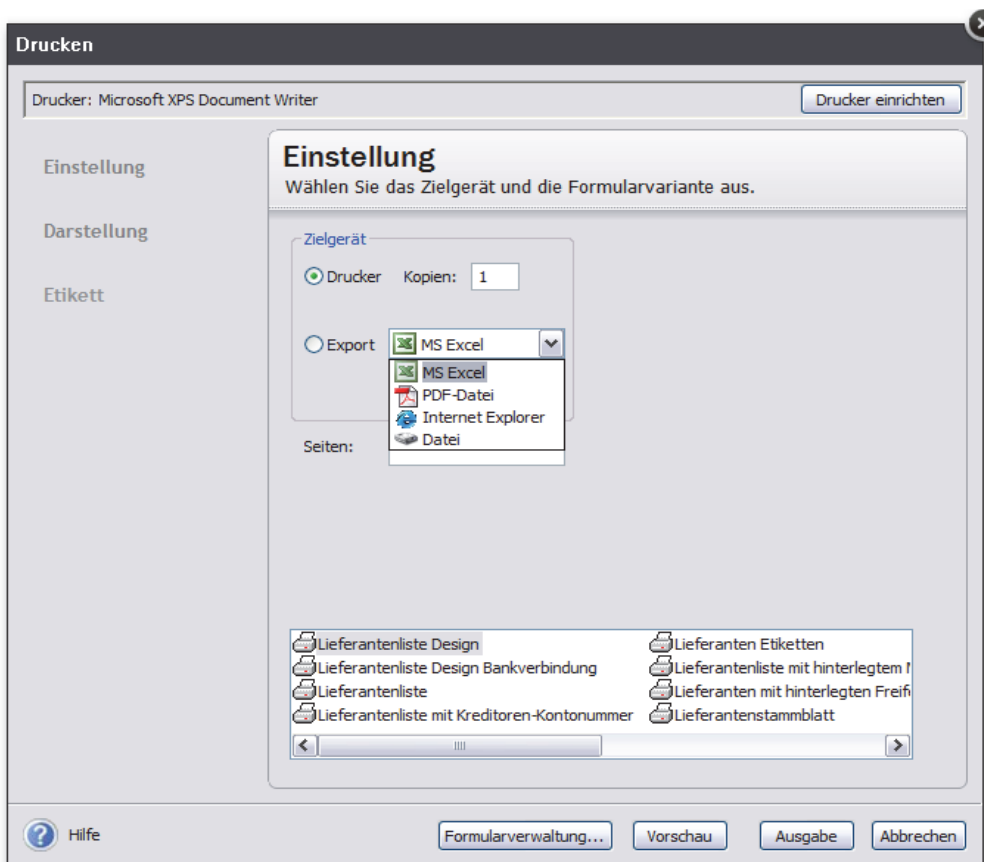 Drucken
Drucker: Microsoft XPS Document Writer
Drucker einrichten
Einstellung
Darstellung
Etikett
Einstellung
Wählen Sie das Zielgerät und die Formularvariante aus.
Zielgerät
Drucker Kopien: 1
Export MS Excel
MS Excel
PDF-Datei
Internet Explorer
Datei
Seiten:
Lieferantenliste Design
Lieferantenliste Design Bankverbindung
Lieferantenliste
Lieferantenliste mit Kreditoren-Kontonummer
Lieferanten Etiketten
Lieferantenliste mit hinterlegtem
Lieferanten mit hinterlegten
Lieferantenstammblatt
Hilfe
Formularverwaltung...
Vorschau
Ausgabe
Abbrechen